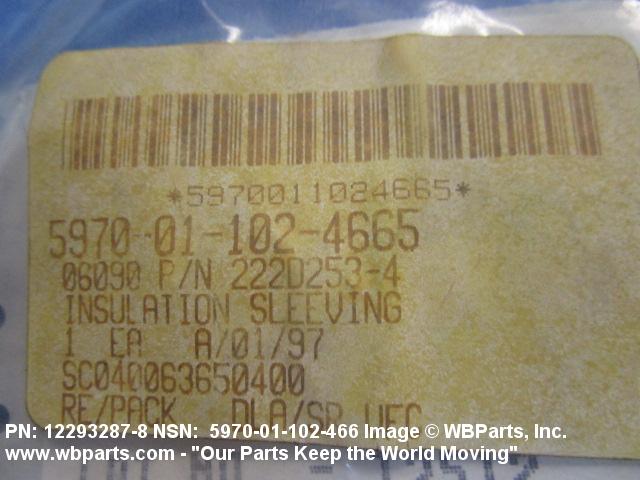 *5970011024665*
5970-01-102-4665
06090 P/N 222D253-4
INSULATION SLEEVING
1 EA A/01/97
SC040063650400
RE/PACK DLA/SP UFC
PN: 12293287-8 NSN: 5970-01-102-466 Image © WBParts, Inc.
www.wbparts.com - "Our Parts Keep the World Moving"